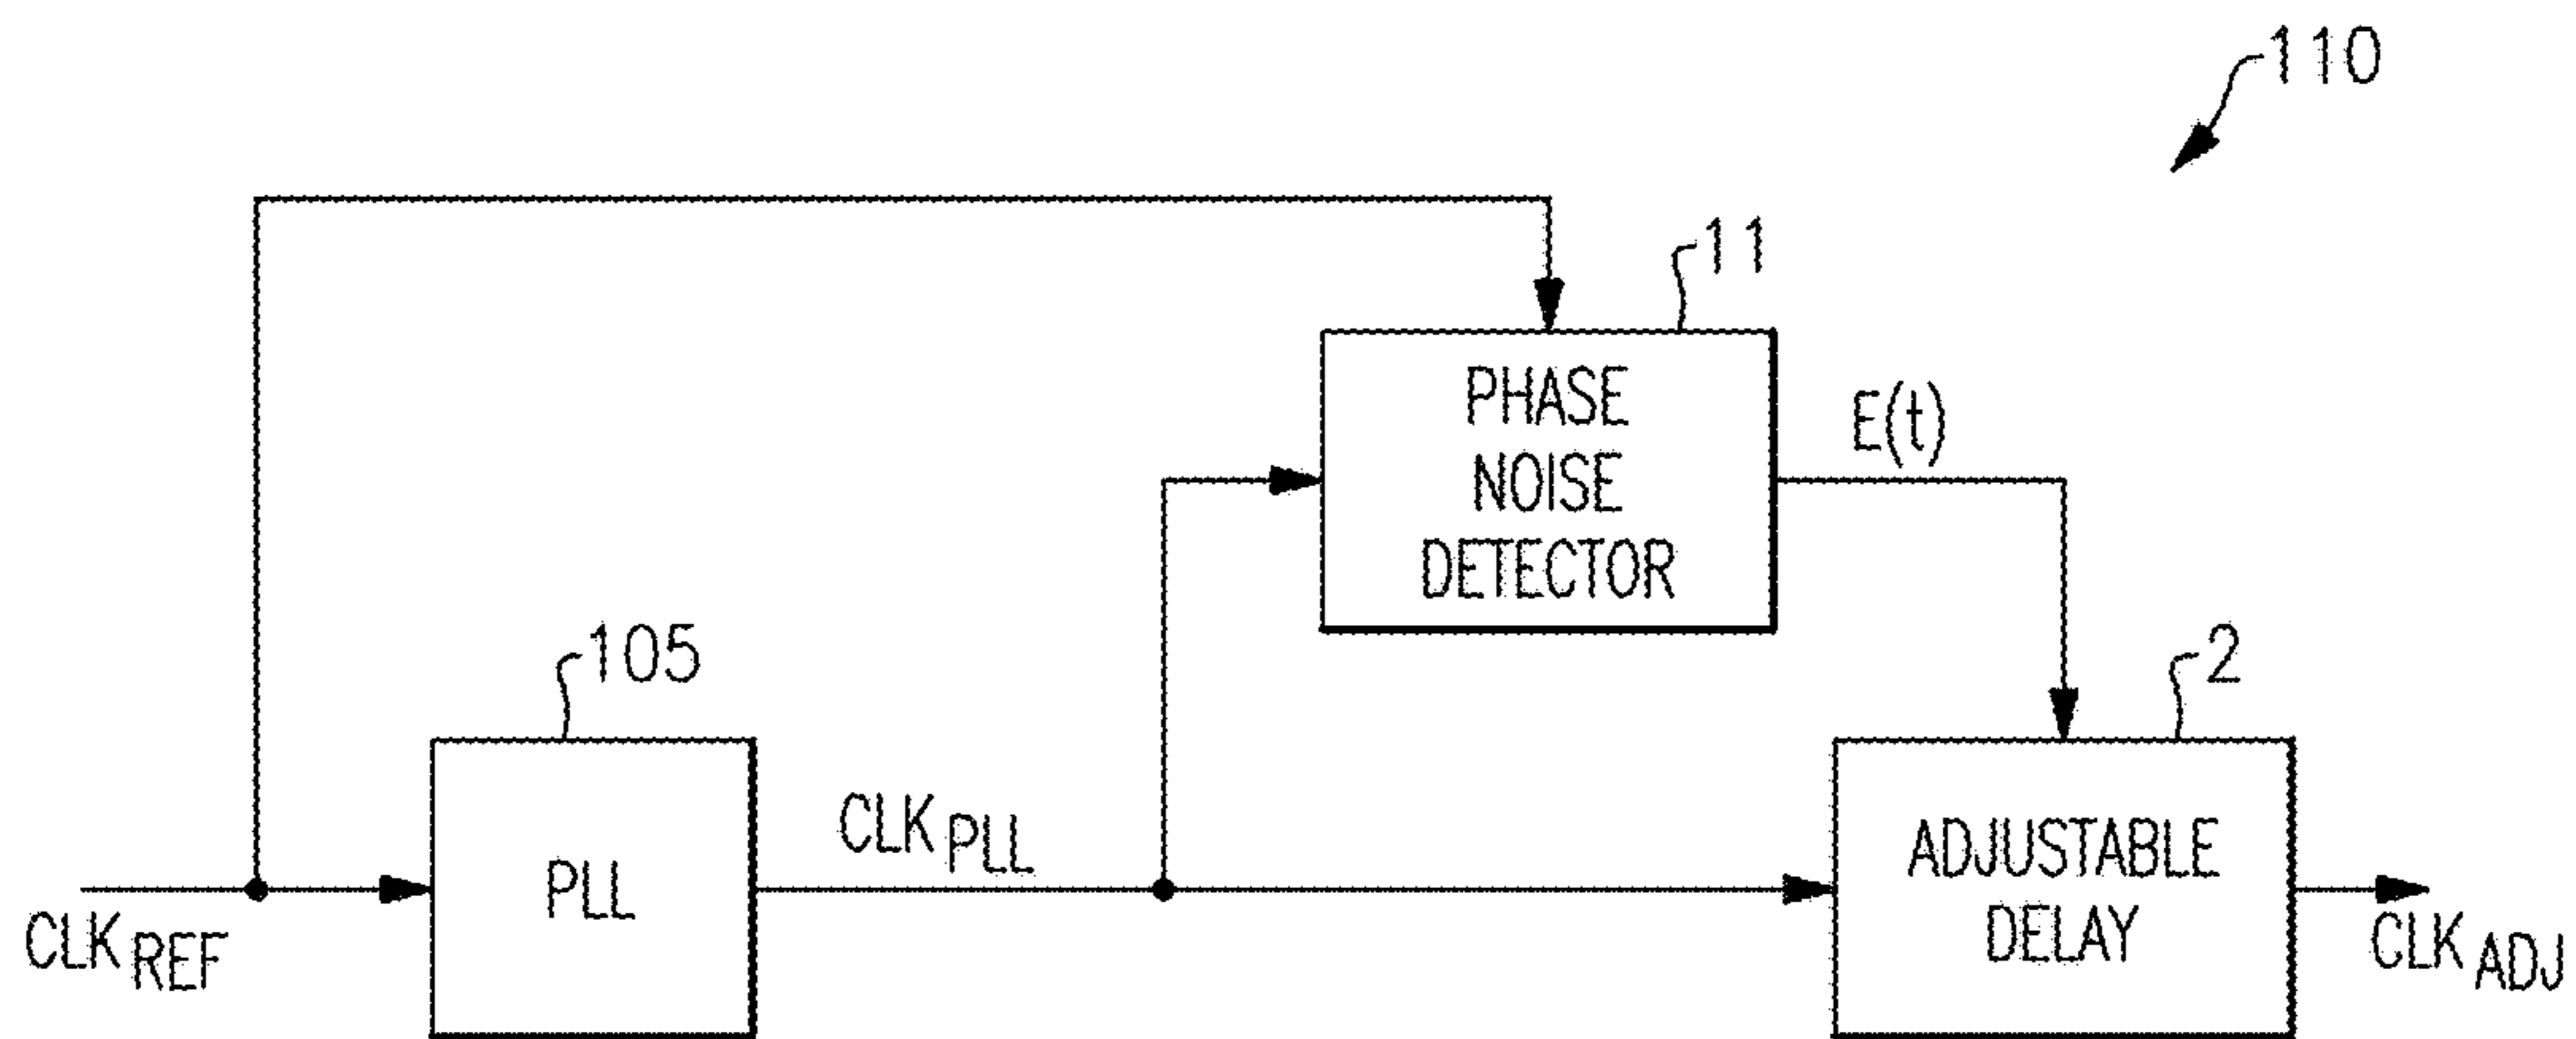 110
11
PHASE
NOISE
DETECTOR
E(t)
105
2
PLL
CLK PLL
ADJUSTABLE
DELAY
CLK REF
CLK ADJ